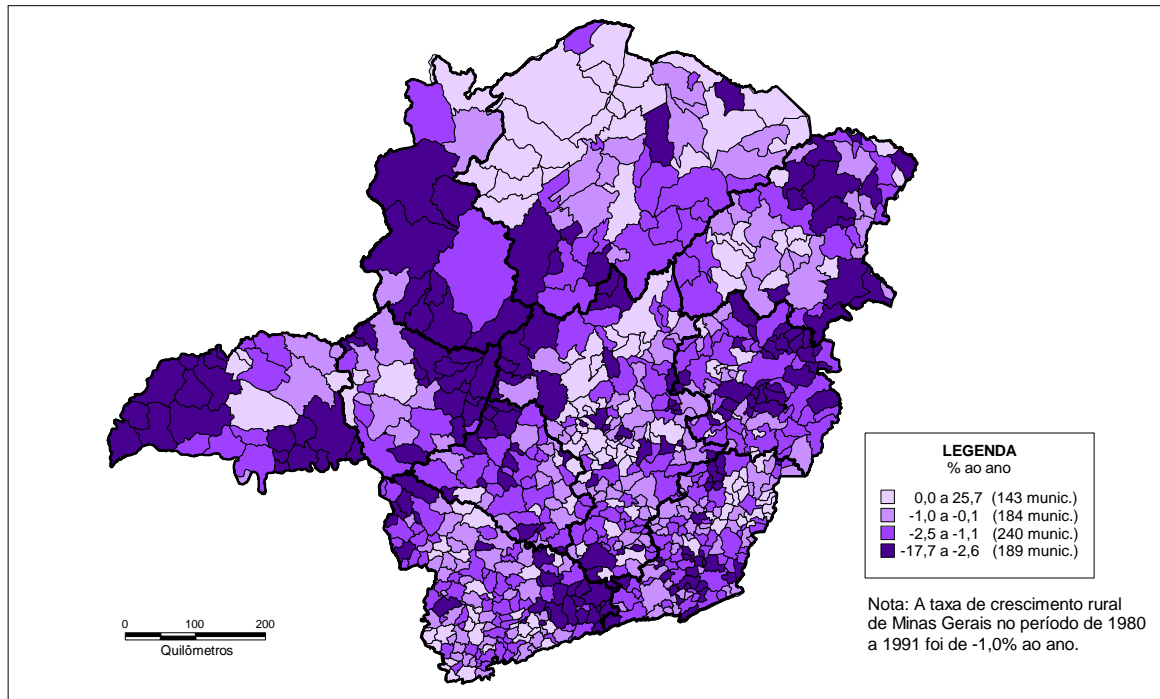 LEGENDA
% ao ano
0,0 a 25,7 (143 munic.)
-1,0 a -0,1 (184 munic.)
-2,5 a -1,1 (240 munic.)
-17,7 a -2,6 (189 munic.)
Nota: A taxa de crescimento rural
de Minas Gerais no período de 1980
a 1991 foi de -1,0% ao ano.
0 100 200
Quilômetros